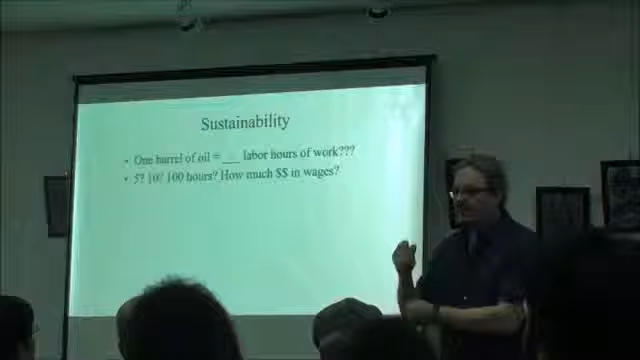 Sustainability
• One barrel of oil = ___ labor hours of work???
• 5? 10? 100 hours? How much $$ in wages?